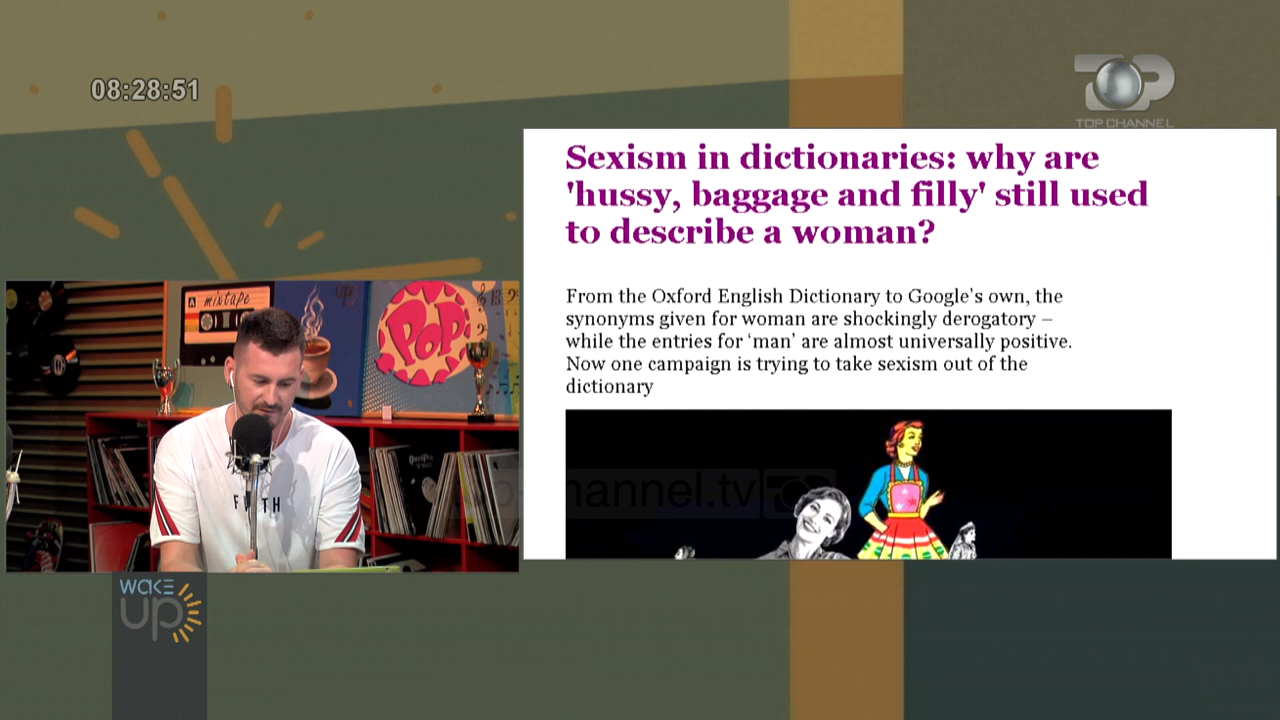 08:28:51
TOP CHANNEL
Sexism in dictionaries: why are
'hussy, baggage and filly' still used
to describe a woman?
From the Oxford English Dictionary to Google's own, the
synonyms given for woman are shockingly derogatory –
while the entries for 'man' are almost universally positive.
Now one campaign is trying to take sexism out of the
dictionary
A mixtape
up
POP
wake
up